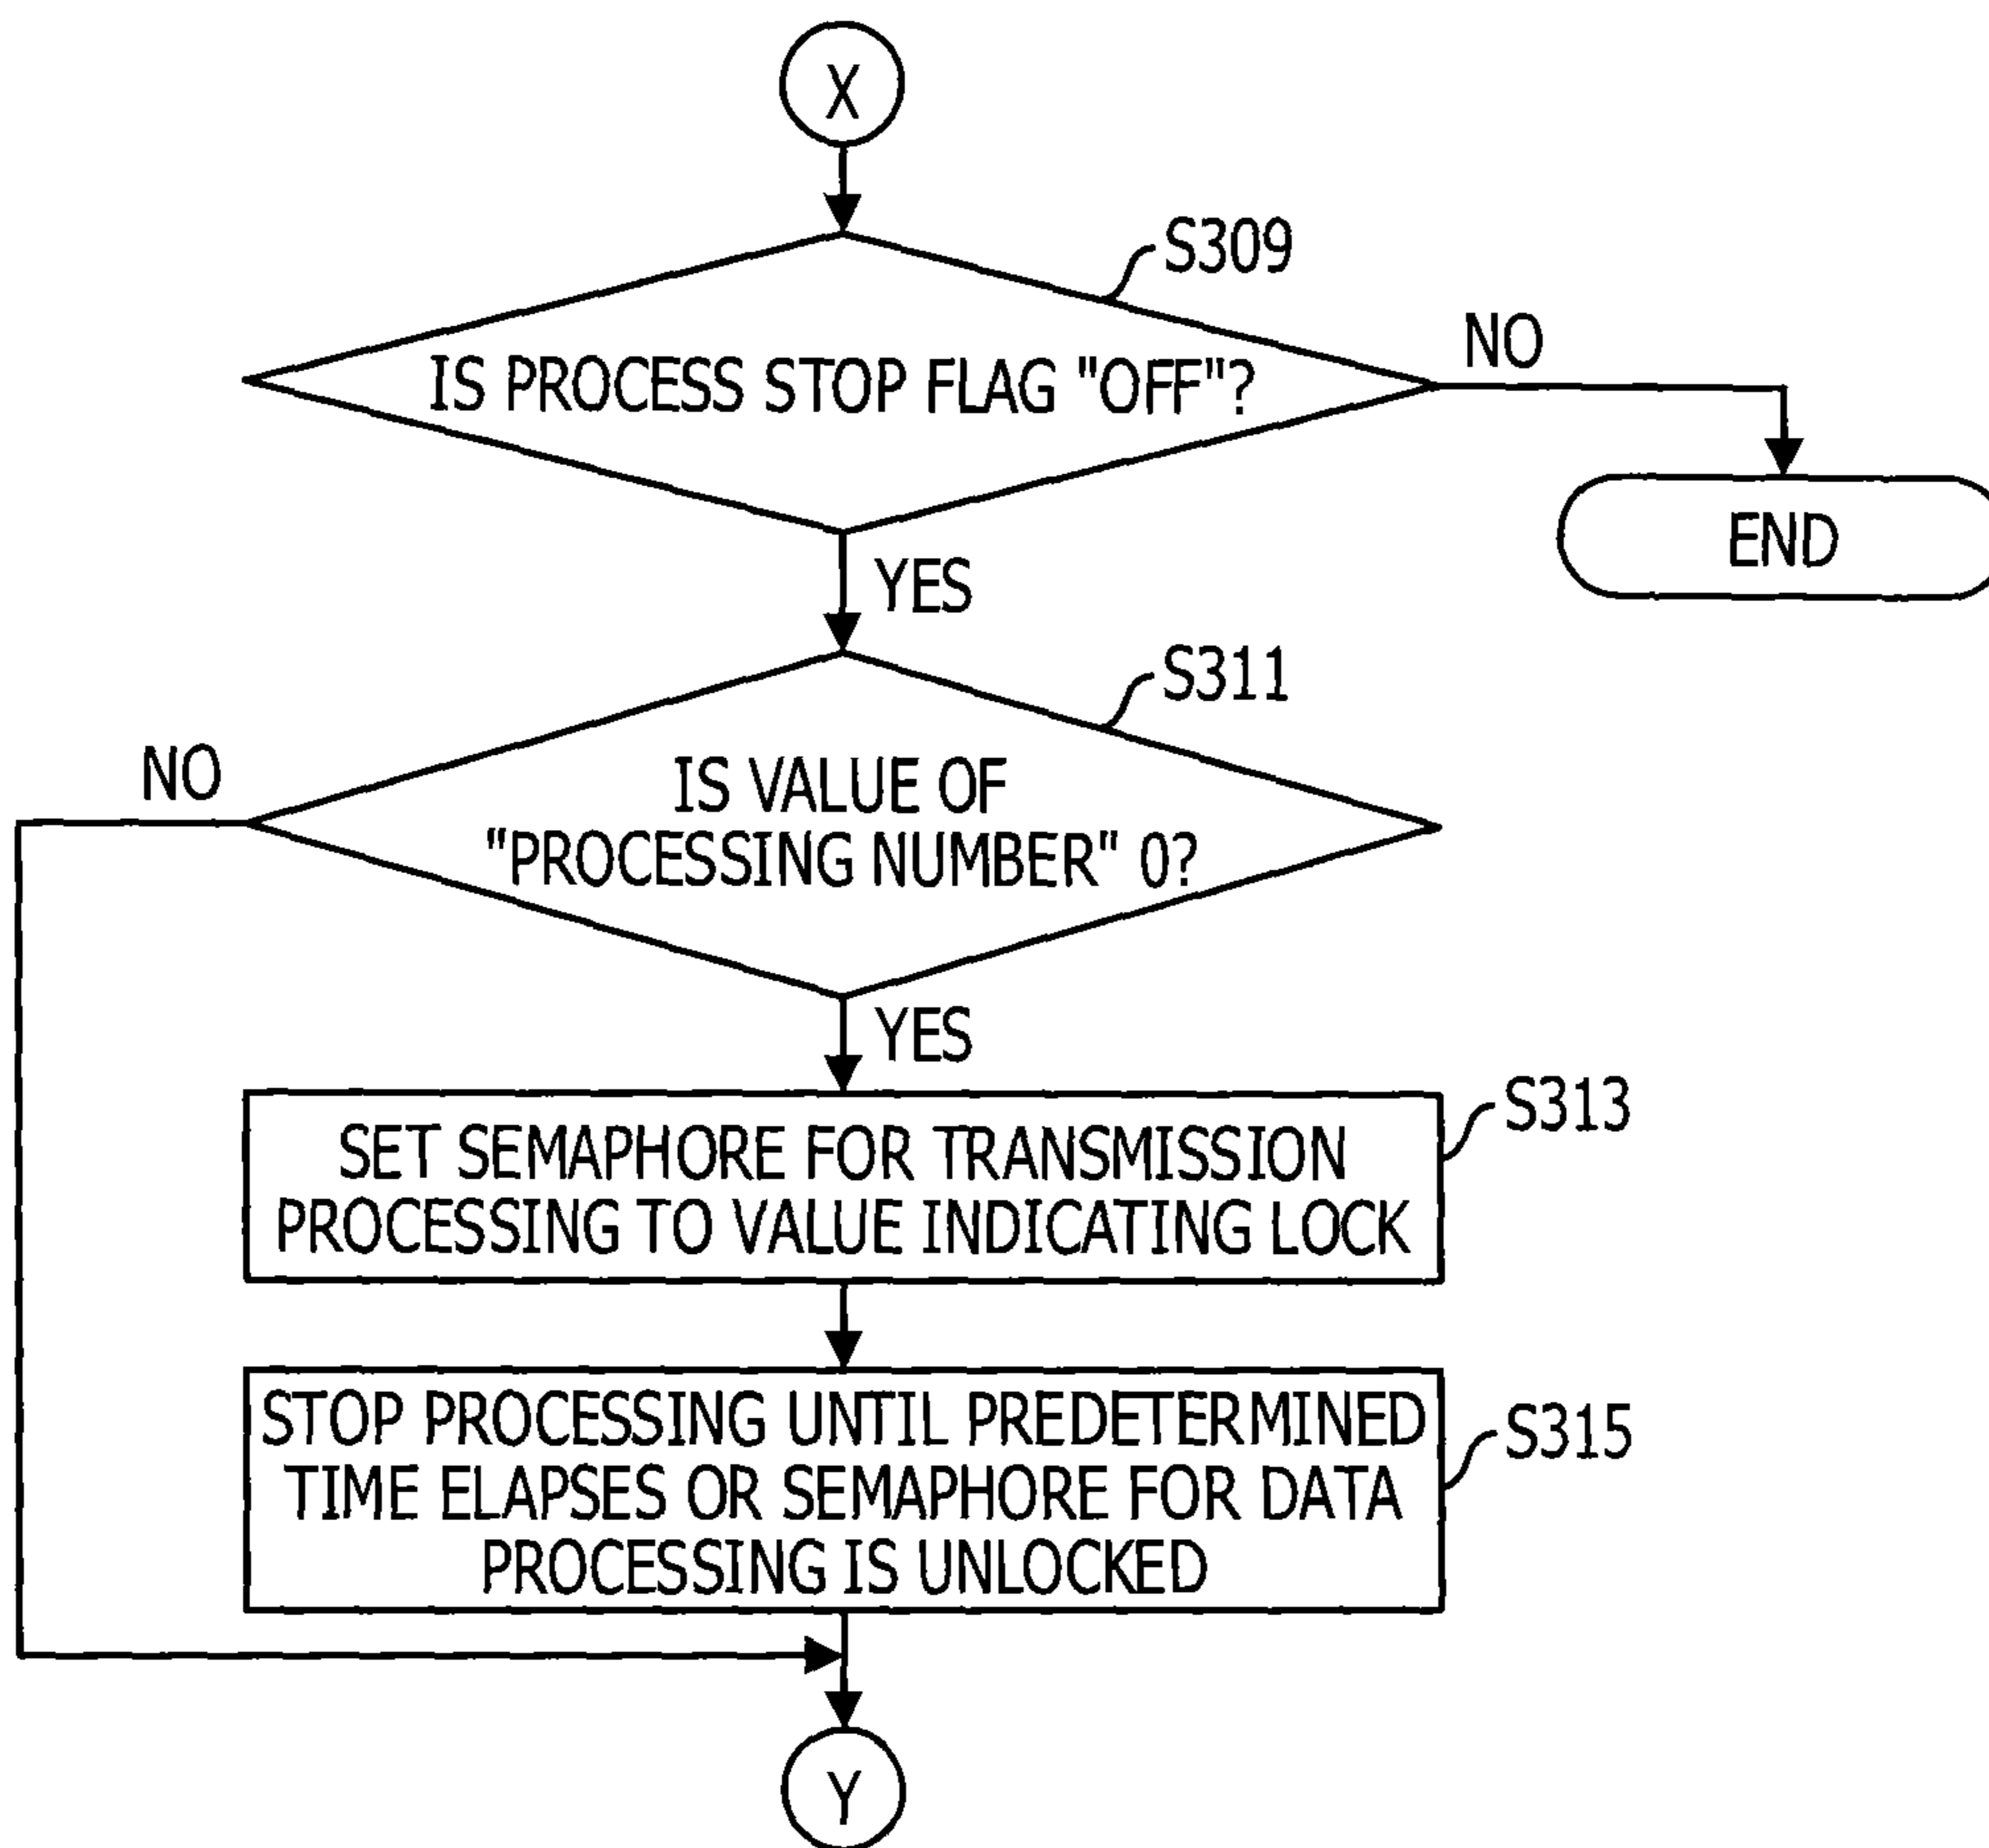 X
S309
IS PROCESS STOP FLAG "OFF"?
NO
END
YES
S311
NO
IS VALUE OF
"PROCESSING NUMBER" 0?
YES
S313
SET SEMAPHORE FOR TRANSMISSION
PROCESSING TO VALUE INDICATING LOCK
S315
STOP PROCESSING UNTIL PREDETERMINED
TIME ELAPSES OR SEMAPHORE FOR DATA
PROCESSING IS UNLOCKED
Y